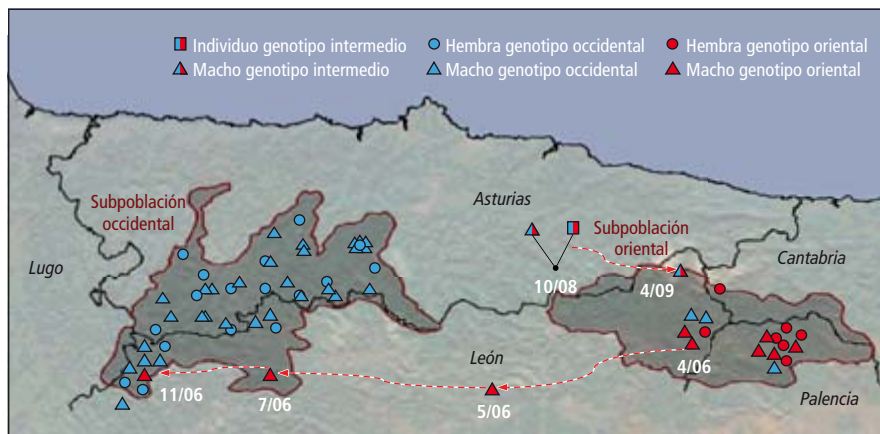 Individuo genotipo intermedio
Hembra genotipo occidental
Hembra genotipo oriental
Macho genotipo intermedio
Macho genotipo occidental
Macho genotipo oriental
Subpoblación
occidental
Asturias
Subpoblación
oriental
Lugo
Cantabria
10/08
4/09
León
4/06
Palencia
11/06
7/06
5/06